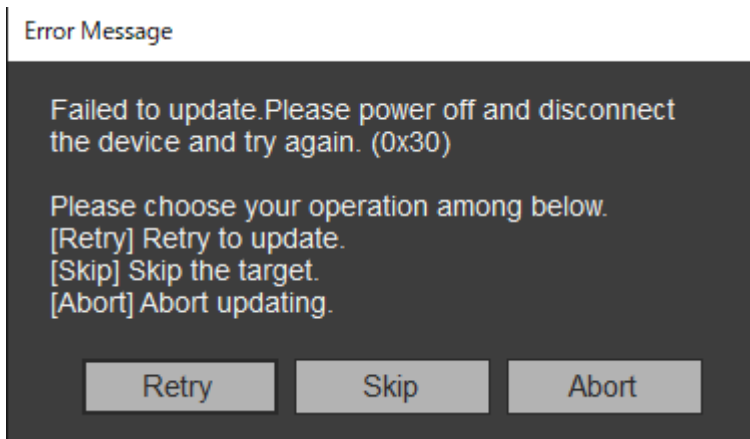 Error Message
Failed to update.Please power off and disconnect
the device and try again. (0x30)
Please choose your operation among below.
[Retry] Retry to update.
[Skip] Skip the target.
[Abort] Abort updating.
Retry Skip Abort